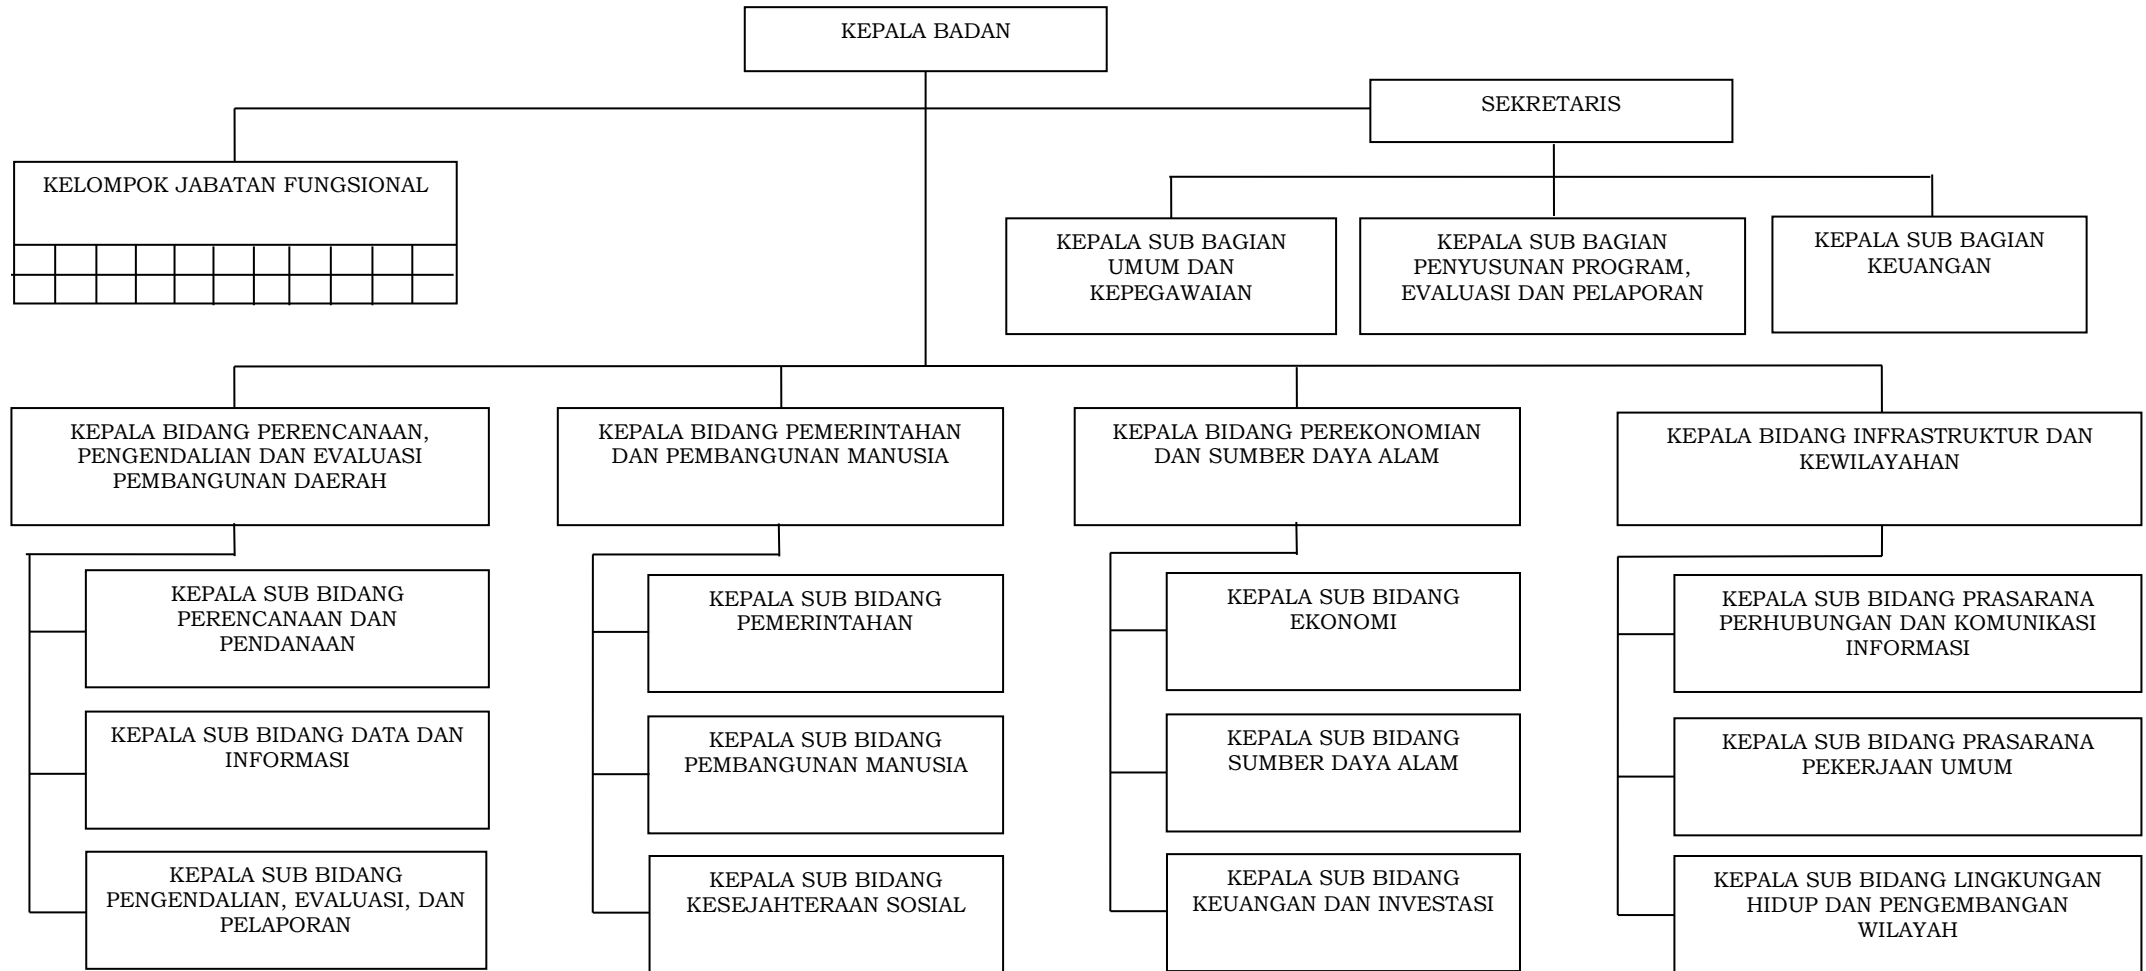 KEPALA BADAN
SEKRETARIS
KELOMPOK JABATAN FUNGSIONAL
KEPALA SUB BAGIAN
UMUM DAN
KEPEGAWAIAN
KEPALA SUB BAGIAN
PENYUSUNAN PROGRAM,
EVALUASI DAN PELAPORAN
KEPALA SUB BAGIAN
KEUANGAN
KEPALA BIDANG PERENCANAAN,
PENGENDALIAN DAN EVALUASI
PEMBANGUNAN DAERAH
KEPALA BIDANG PEMERINTAHAN
DAN PEMBANGUNAN MANUSIA
KEPALA BIDANG PEREKONOMIAN
DAN SUMBER DAYA ALAM
KEPALA BIDANG INFRASTRUKTUR DAN
KEWILAYAHAN
KEPALA SUB BIDANG
PERENCANAAN DAN
PENDANAAN
KEPALA SUB BIDANG
PEMERINTAHAN
KEPALA SUB BIDANG
EKONOMI
KEPALA SUB BIDANG PRASARANA
PERHUBUNGAN DAN KOMUNIKASI
INFORMASI
KEPALA SUB BIDANG DATA DAN
INFORMASI
KEPALA SUB BIDANG
PEMBANGUNAN MANUSIA
KEPALA SUB BIDANG
SUMBER DAYA ALAM
KEPALA SUB BIDANG PRASARANA
PEKERJAAN UMUM
KEPALA SUB BIDANG
PENGENDALIAN, EVALUASI, DAN
PELAPORAN
KEPALA SUB BIDANG
KESEJAHTERAAN SOSIAL
KEPALA SUB BIDANG
KEUANGAN DAN INVESTASI
KEPALA SUB BIDANG LINGKUNGAN
HIDUP DAN PENGEMBANGAN
WILAYAH